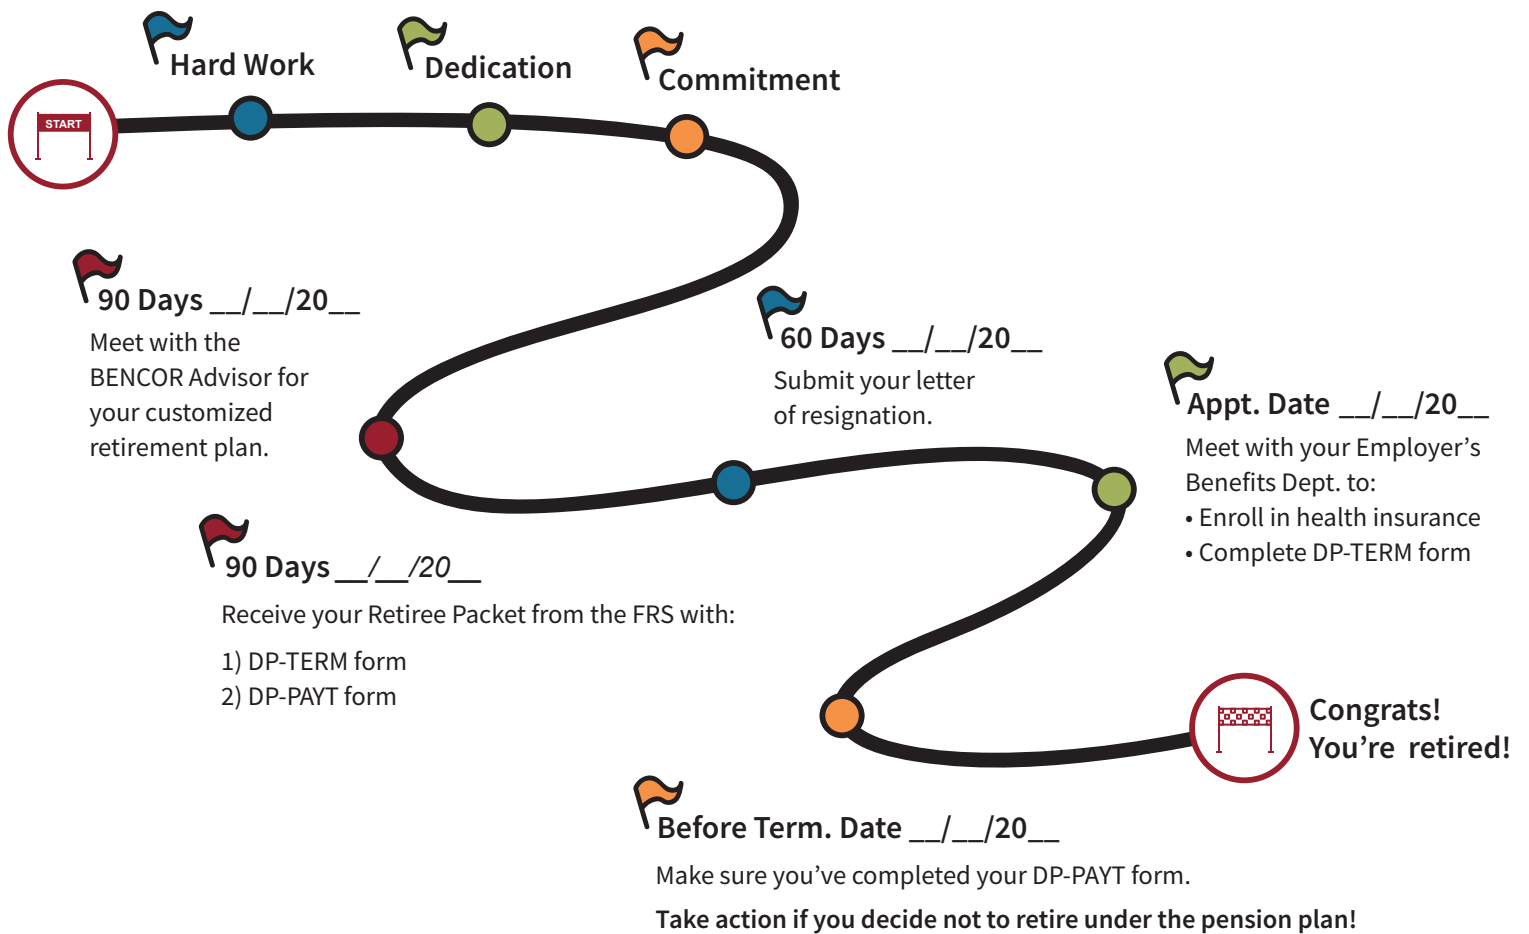 Hard Work
Dedication
Commitment
START
90 Days __/__/20__
Meet with the
BENCOR Advisor for
your customized
retirement plan.
60 Days __/__/20__
Submit your letter
of resignation.
Appt. Date __/__/20__
Meet with your Employer’s
Benefits Dept. to:
• Enroll in health insurance
• Complete DP-TERM form
90 Days __/__/20__
Receive your Retiree Packet from the FRS with:
1) DP-TERM form
2) DP-PAYT form
Congrats!
You’re retired!
Before Term. Date __/__/20__
Make sure you’ve completed your DP-PAYT form.
Take action if you decide not to retire under the pension plan!